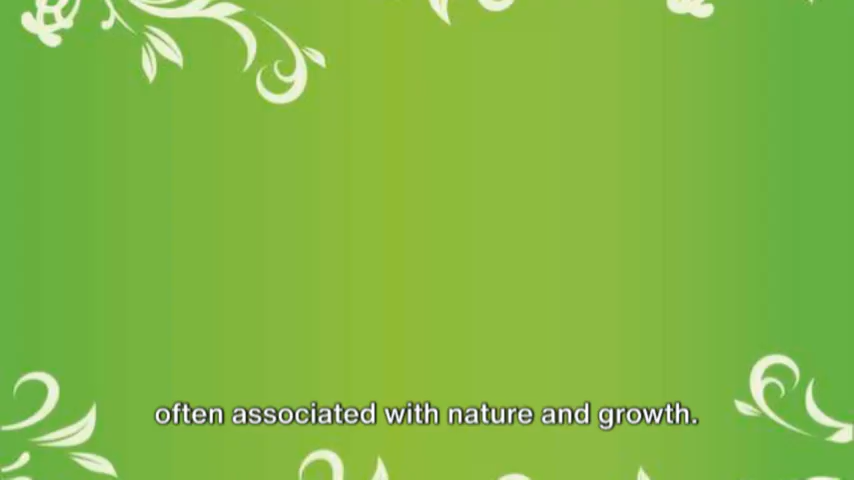 often associated with nature and growth.